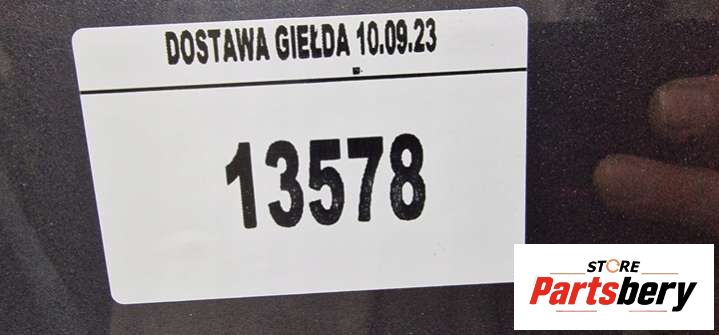 DOSTAWA GIEŁDA 10.09.23
13578
STORE
Partsbery